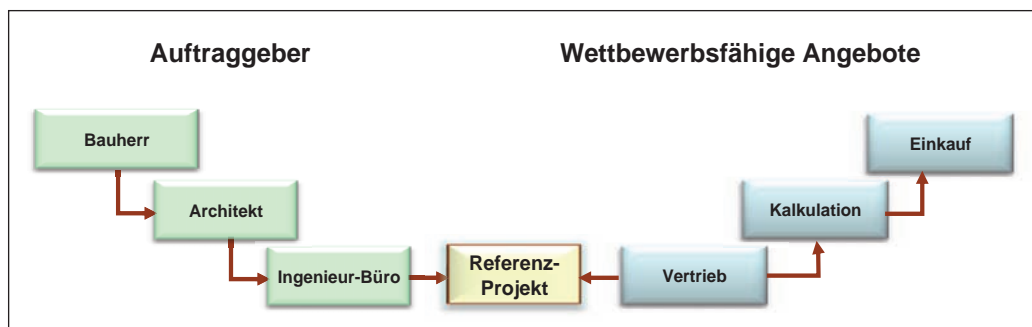 Auftraggeber
Wettbewerbsfähige Angebote
Bauherr
Einkauf
Architekt
Kalkulation
Ingenieur-Büro
Referenz-
Projekt
Vertrieb